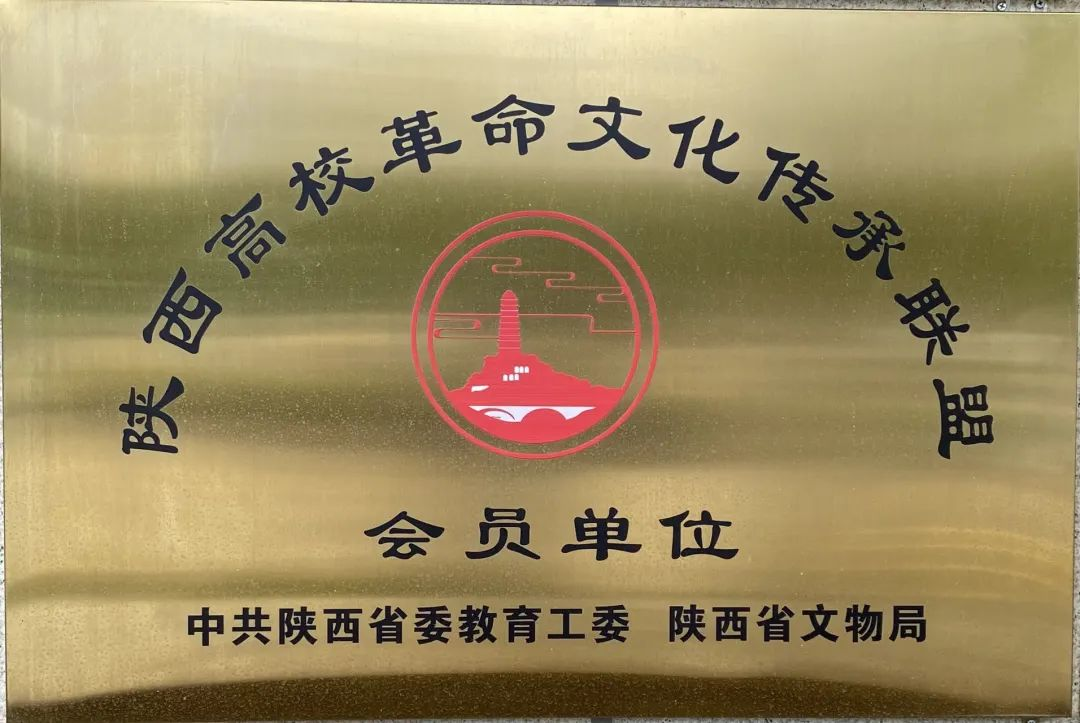 陕西高校革命文化传承联盟
会员单位
中共陕西省委教育工委 陕西省文物局